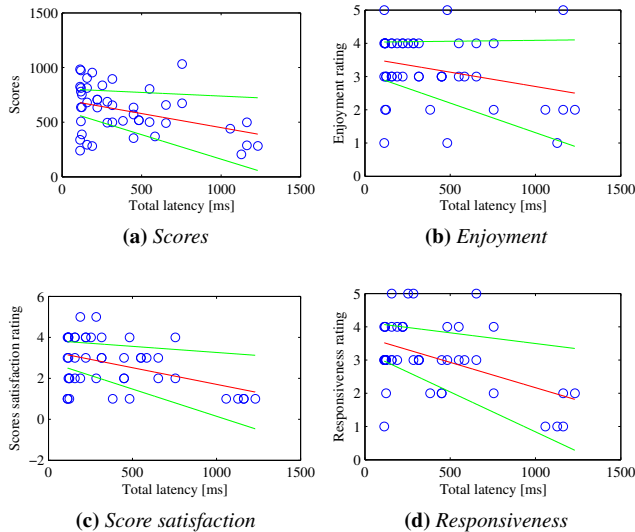 1500
1000
500
0
Scores
0 500 1000 1500
Total latency [ms]
(a) Scores
5
4
3
2
1
0
Enjoyment rating
0 500 1000 1500
Total latency [ms]
(b) Enjoyment
6
4
2
0
−2
Scores satisfaction rating
0 500 1000 1500
Total latency [ms]
(c) Score satisfaction
5
4
3
2
1
0
Responsiveness rating
0 500 1000 1500
Total latency [ms]
(d) Responsiveness